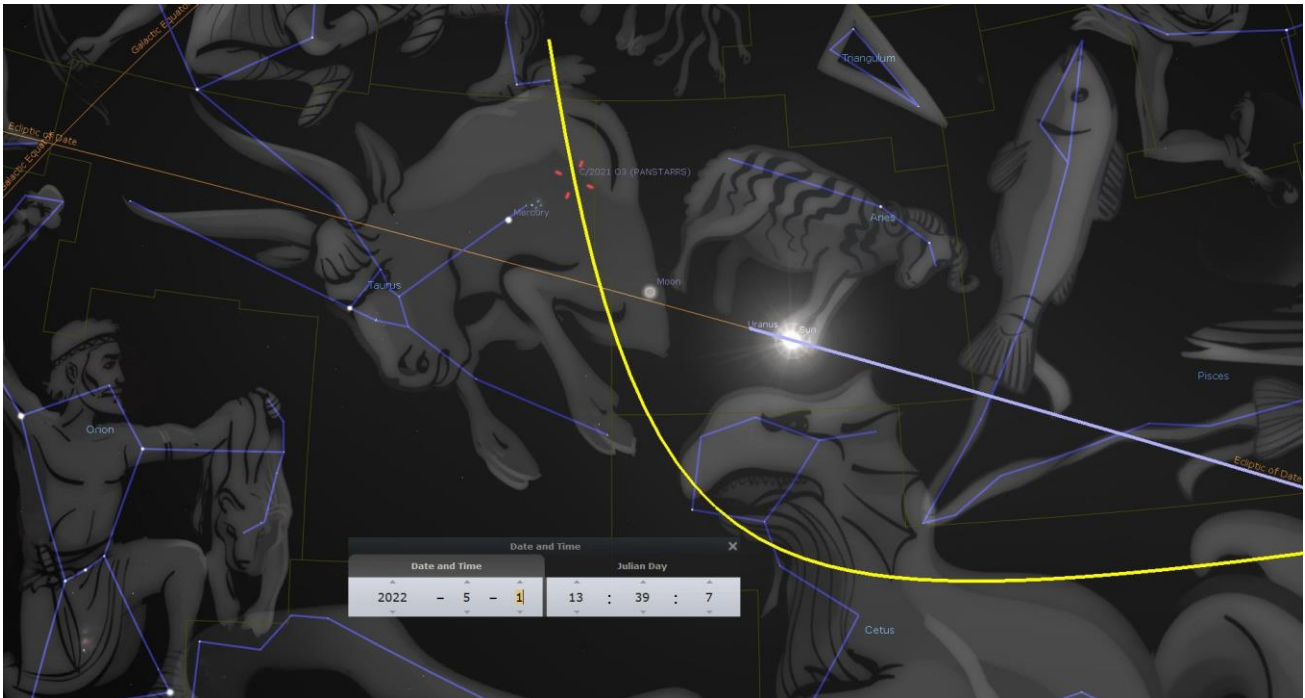 Galactic Equator
Triangulum
Ecliptic of Date
Galactic Equator
C/2021 O3 (PANSTARRS)
Mercury
Aries
Taurus
Moon
Uranus
Sun
Pisces
Orion
Ecliptic of Date
Date and Time
Date and Time Julian Day
2022 - 5 - 1 13 : 39 : 7
Cetus